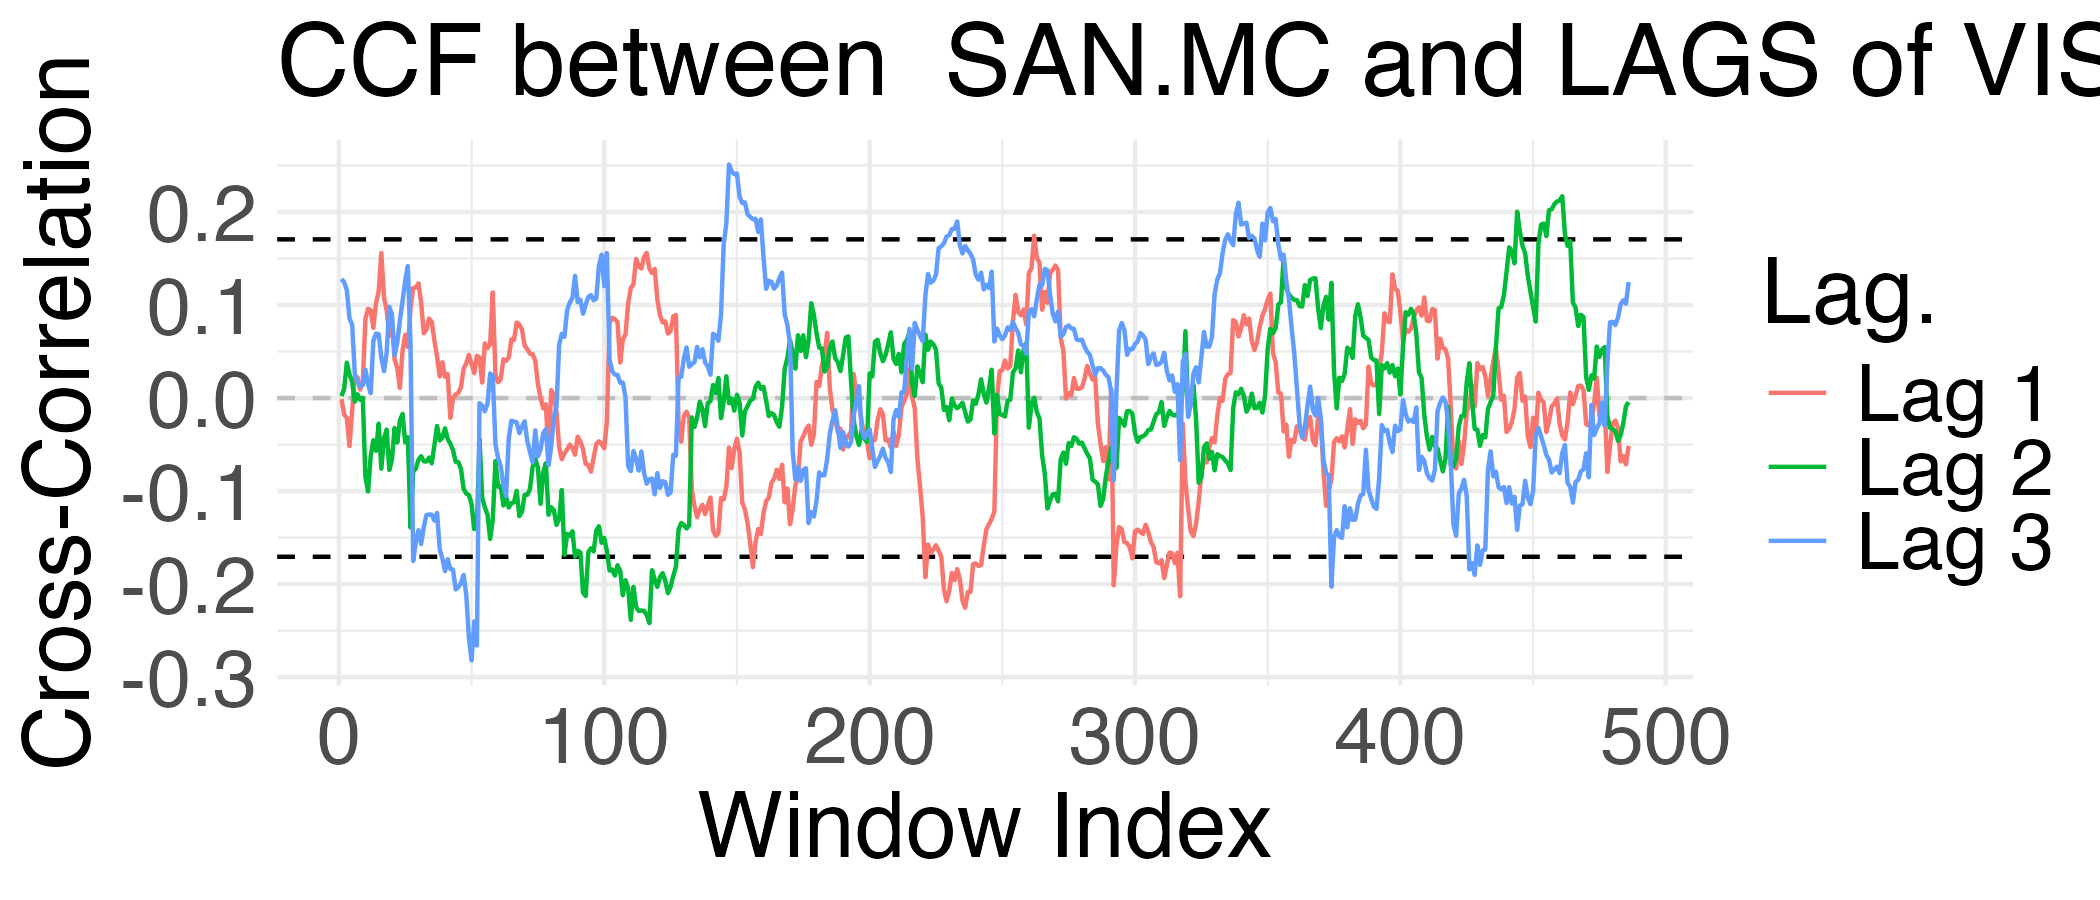 CCF between  SAN.MC and LAGS of VIS
Cross-Correlation
0.2
0.1
0.0
-0.1
-0.2
-0.3
0 100 200 300 400 500
Window Index
Lag.
Lag 1
Lag 2
Lag 3